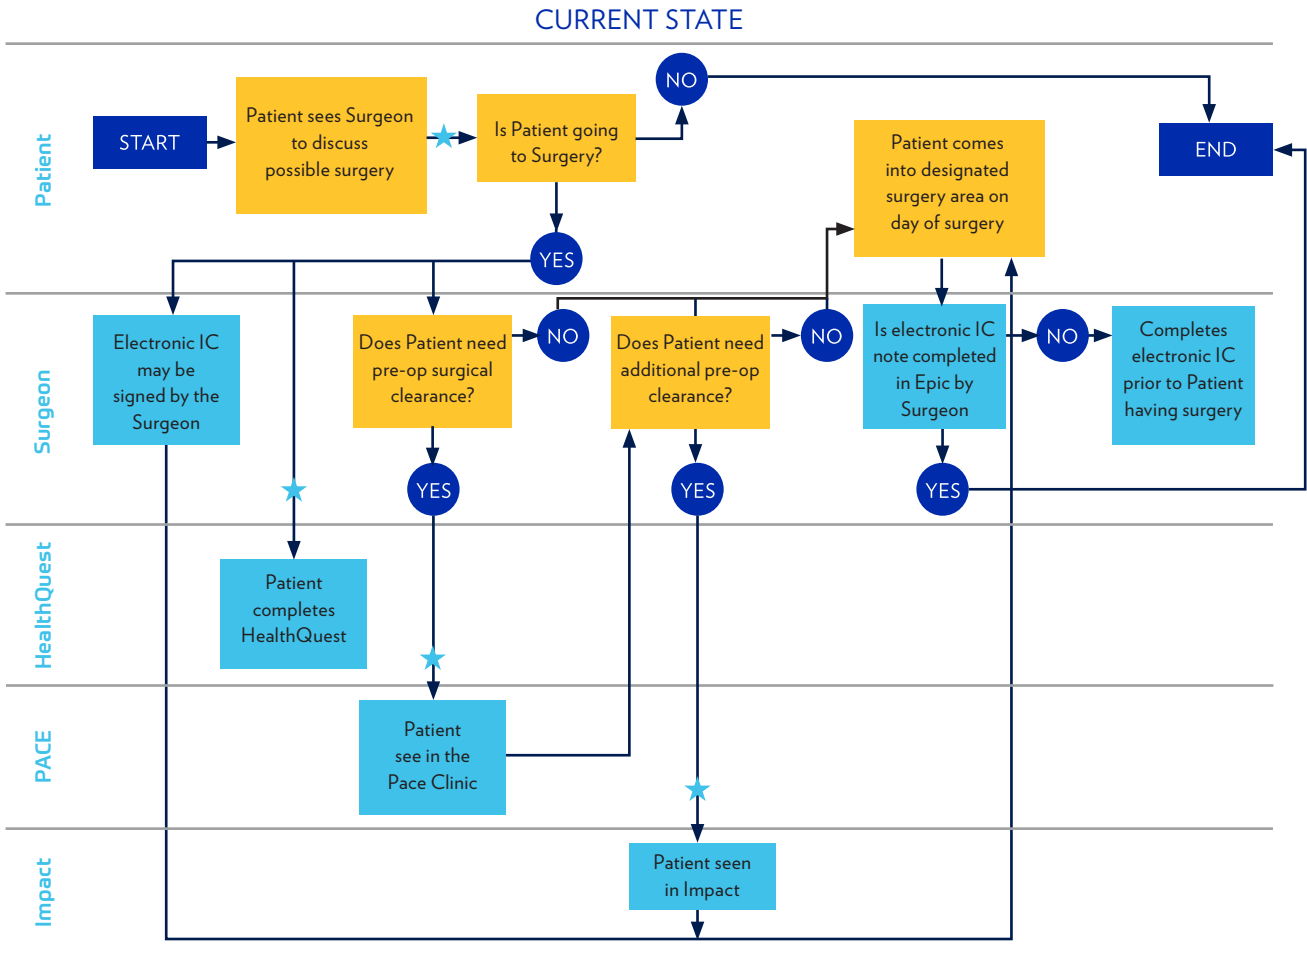 CURRENT STATE
Patient
START
Patient sees Surgeon
to discuss
possible surgery
Is Patient going
to Surgery?
NO
YES
Patient comes
into designated
surgery area on
day of surgery
END
Surgeon
Electronic IC
may be
signed by the
Surgeon
Does Patient need
pre-op surgical
clearance?
NO
YES
Does Patient need
additional pre-op
clearance?
NO
YES
Is electronic IC
note completed
in Epic by
Surgeon
NO
YES
Completes
electronic IC
prior to Patient
having surgery
HealthQuest
Patient
completes
HealthQuest
PACE
Patient
see in the
Pace Clinic
Impact
Patient seen
in Impact